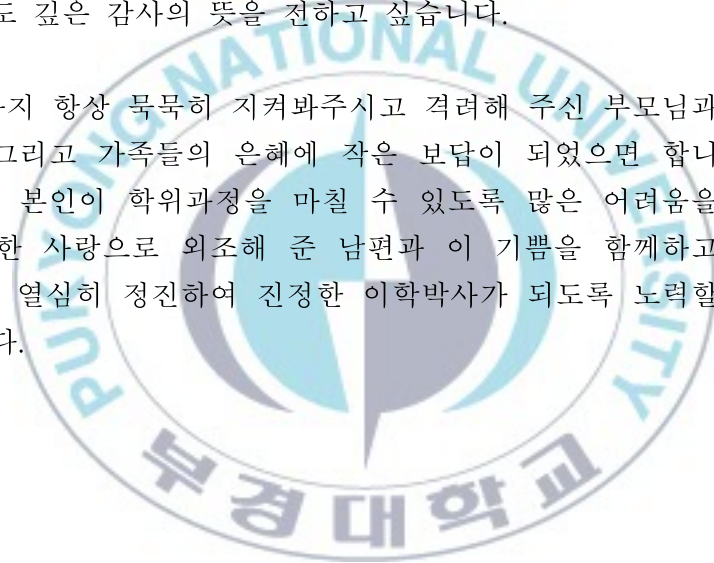 도 깊은 감사의 뜻을 전하고 싶습니다.
지 항상 묵묵히 지켜봐주시고 격려해 주신 부모님과
그리고 가족들의 은혜에 작은 보답이 되었으면 합니
본인이 학위과정을 마칠 수 있도록 많은 어려움을
한 사랑으로 외조해 준 남편과 이 기쁨을 함께하고
열심히 정진하여 진정한 이학박사가 되도록 노력할
다.
PUKYONG NATIONAL UNIVERSITY
부경대학교